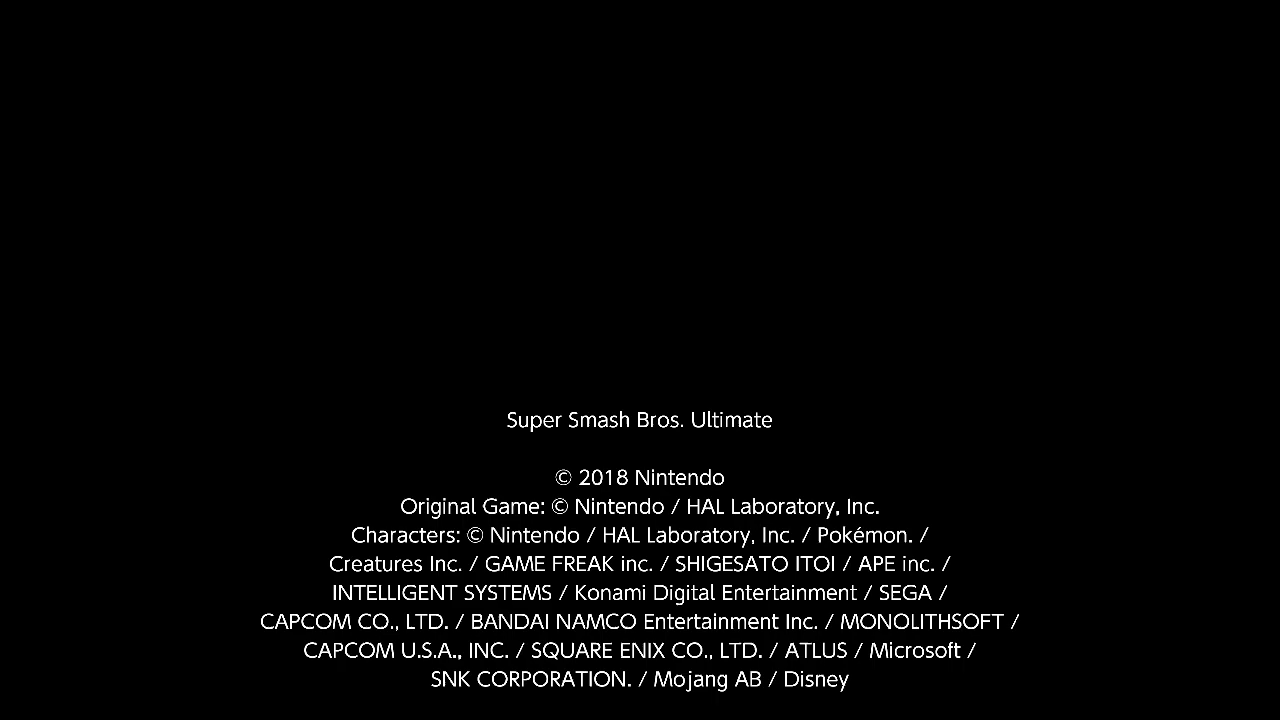 Super Smash Bros. Ultimate
© 2018 Nintendo
Original Game: © Nintendo / HAL Laboratory, Inc.
Characters: © Nintendo / HAL Laboratory, Inc. / Pokémon. /
Creatures Inc. / GAME FREAK inc. / SHIGESATO ITOI / APE inc. /
INTELLIGENT SYSTEMS / Konami Digital Entertainment / SEGA /
CAPCOM CO., LTD. / BANDAI NAMCO Entertainment Inc. / MONOLITHSOFT /
CAPCOM U.S.A., INC. / SQUARE ENIX CO., LTD. / ATLUS / Microsoft /
SNK CORPORATION. / Mojang AB / Disney